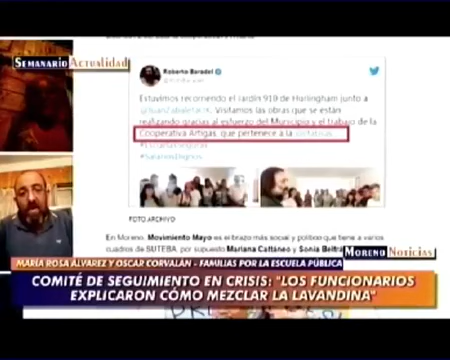 SEMANARIO ACTUALIDAD
Roberto Baradel
Estuvimos recorriendo el Jardín 919 de Hurlingham junto a
Visitamos las obras que se están
realizando gracias al esfuerzo del Municipio y el trabajo de la
Cooperativa Artigas, que pertenece a la
#SalariosDignos
FOTO ARCHIVO
En Moreno, Movimiento Mayo es el brazo más social y político que tiene a varios
cuadros de SUTEBA, por supuesto Mariana Cattáneo y Sonia Beltrá
MORENO NOTICIAS
MARÍA ROSA ALVAREZ Y OSCAR CORVALÁN - FAMILIAS POR LA ESCUELA PÚBLICA
COMITÉ DE SEGUIMIENTO EN CRISIS: "LOS FUNCIONARIOS
EXPLICARON CÓMO MEZCLAR LA LAVANDINA"